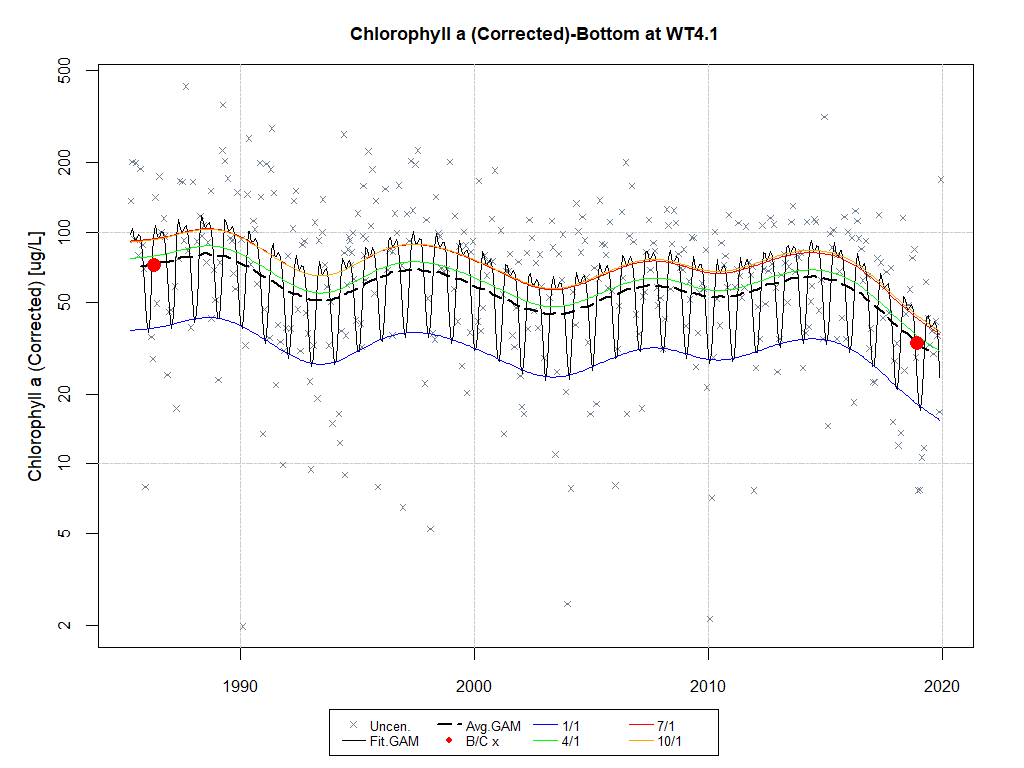 Chlorophyll a (Corrected)-Bottom at WT4.1
Chlorophyll a (Corrected) [ug/L]
500
200
100
50
20
10
5
2
1990 2000 2010 2020
Uncen. Avg.GAM 1/1 7/1
Fit.GAM B/C x 4/1 10/1